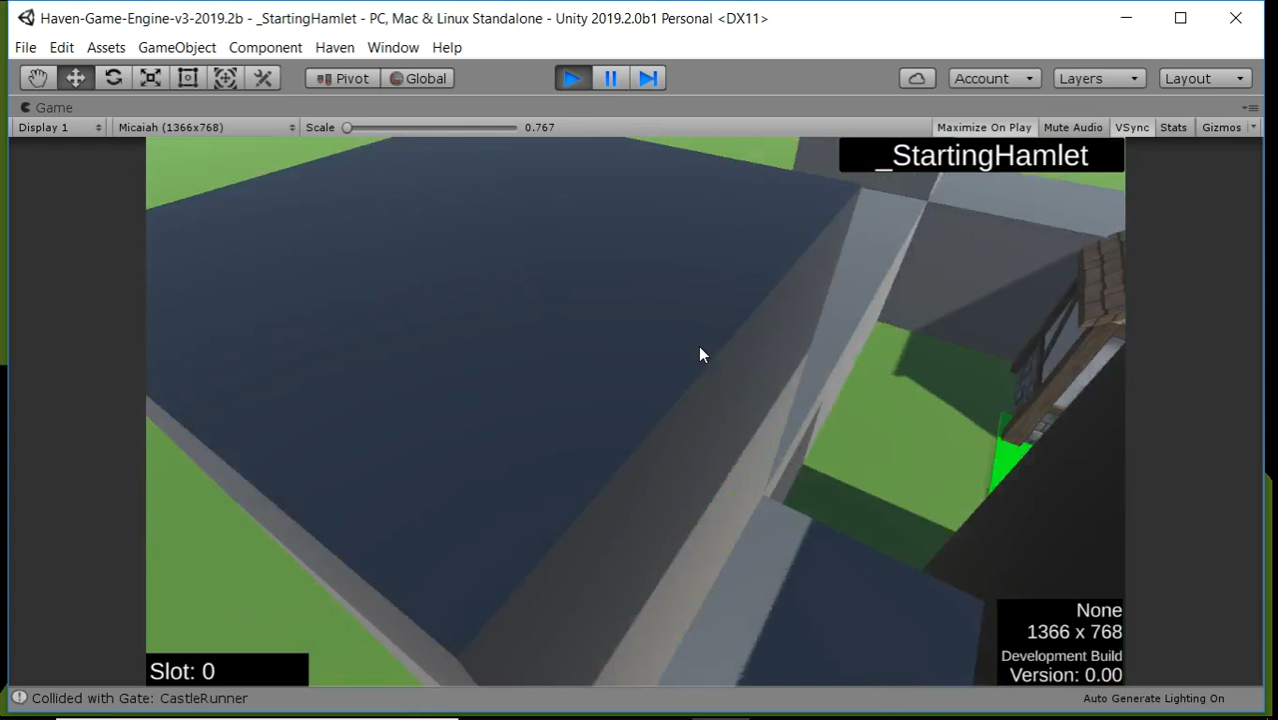 Haven-Game-Engine-v3-2019.2b - _StartingHamlet - PC, Mac & Linux Standalone - Unity 2019.2.0b1 Personal <DX11>
File Edit Assets GameObject Component Haven Window Help
Pivot Global Account Layers Layout
Game
Display 1 Micaiah (1366x768) Scale 0.767 Maximize On Play Mute Audio VSync Stats Gizmos
_StartingHamlet
None
1366 x 768
Development Build
Slot: 0 Version: 0.00
Collided with Gate: CastleRunner Auto Generate Lighting On